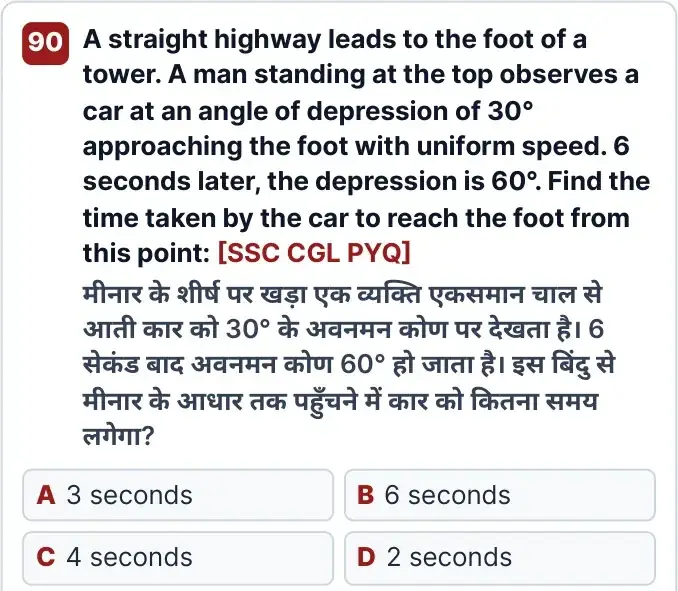 90 A straight highway leads to the foot of a
tower. A man standing at the top observes a
car at an angle of depression of 30°
approaching the foot with uniform speed. 6
seconds later, the depression is 60°. Find the
time taken by the car to reach the foot from
this point: [SSC CGL PYQ]
मीनार के शीर्ष पर खड़ा एक व्यक्ति एकसमान चाल से
आती कार को 30° के अवनमन कोण पर देखता है। 6
सेकंड बाद अवनमन कोण 60° हो जाता है। इस बिंदु से
मीनार के आधार तक पहुँचने में कार को कितना समय
लगेगा?
A 3 seconds
B 6 seconds
C 4 seconds
D 2 seconds